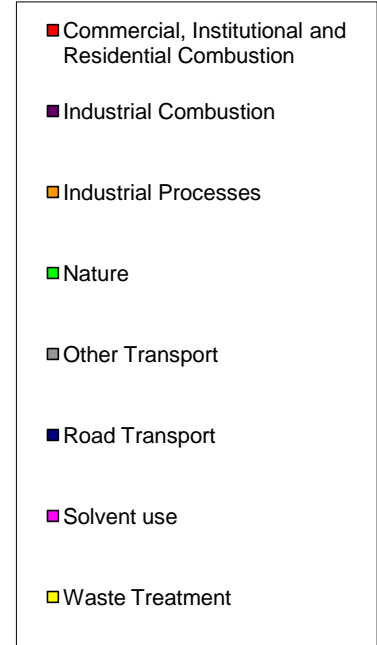 Commercial, Institutional and
Residential Combustion
Industrial Combustion
Industrial Processes
Nature
Other Transport
Road Transport
Solvent use
Waste Treatment